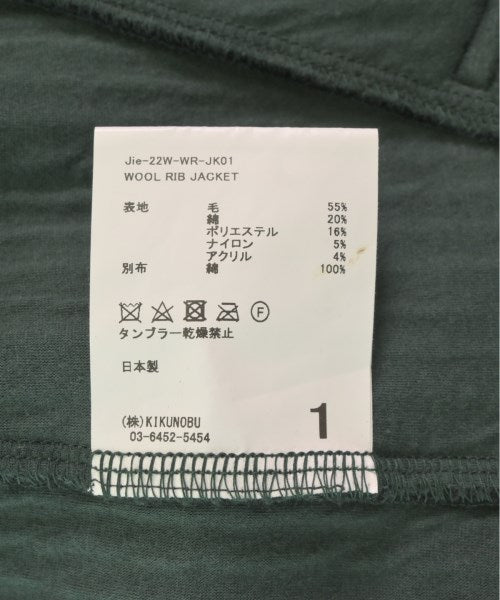 Jie-22W-WR-JK01
WOOL RIB JACKET
表地 毛 55%
綿 20%
ポリエステル 16%
ナイロン 5%
アクリル 4%
別布 綿 100%
F
タンブラー乾燥禁止
日本製
(株)KIKUNOBU
03-6452-5454
1